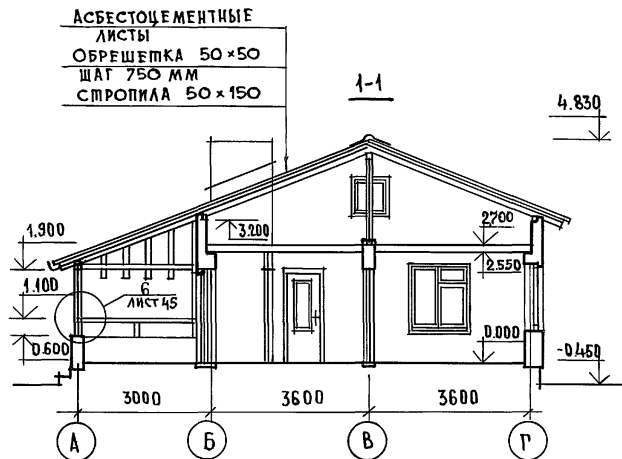 АСБЕСТОЦЕМЕНТНЫЕ
ЛИСТЫ
ОБРЕШЕТКА 50×50
ШАГ 750 ММ
СТРОПИЛА 50×150
1-1
4.830
1.900
3.200
2.700
2.550
1.100
6
ЛИСТ 45
0.600
0.000
-0.450
3000 3600 3600
А Б В Г